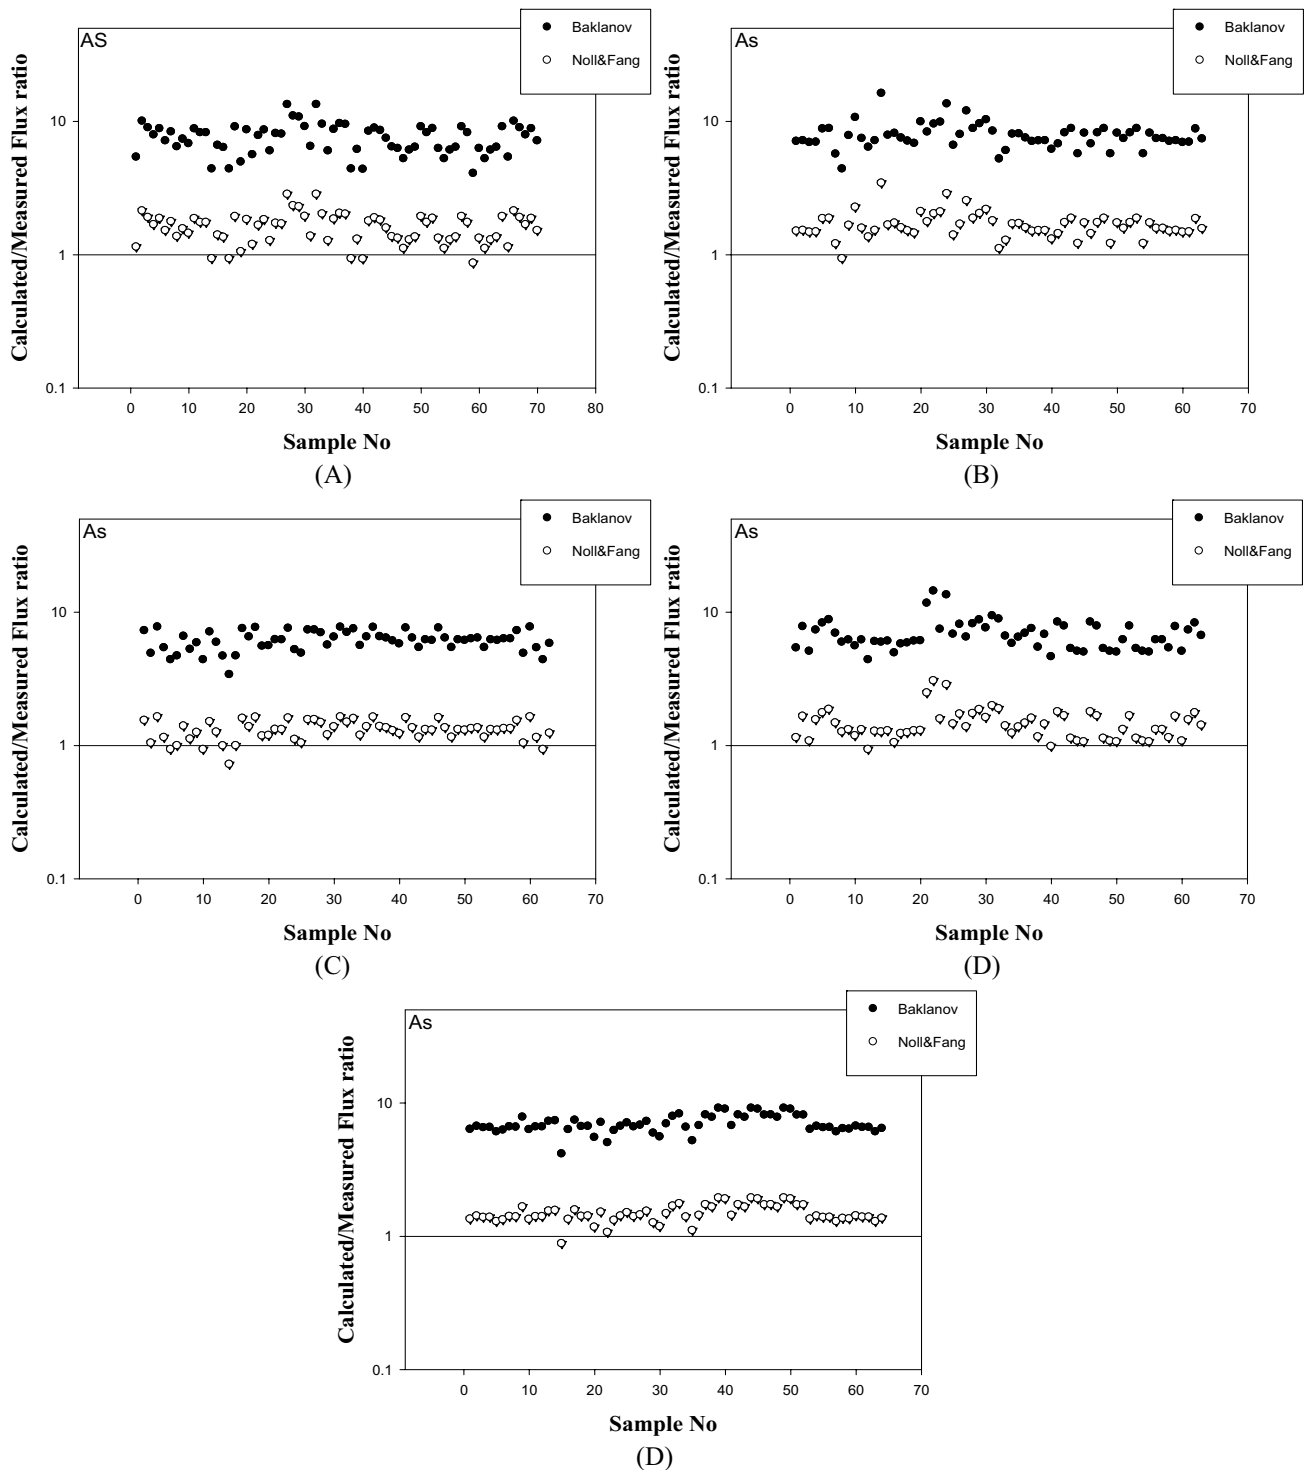 AS
Baklanov
Noll&Fang
Calculated/Measured Flux ratio
10
1
0.1
0 10 20 30 40 50 60 70 80
Sample No
(A)
As
Baklanov
Noll&Fang
Calculated/Measured Flux ratio
10
1
0.1
0 10 20 30 40 50 60 70
Sample No
(B)
As
Baklanov
Noll&Fang
Calculated/Measured Flux ratio
10
1
0.1
0 10 20 30 40 50 60 70
Sample No
(C)
As
Baklanov
Noll&Fang
Calculated/Measured Flux ratio
10
1
0.1
0 10 20 30 40 50 60 70
Sample No
(D)
As
Baklanov
Noll&Fang
Calculated/Measured Flux ratio
10
1
0.1
0 10 20 30 40 50 60 70
Sample No
(D)